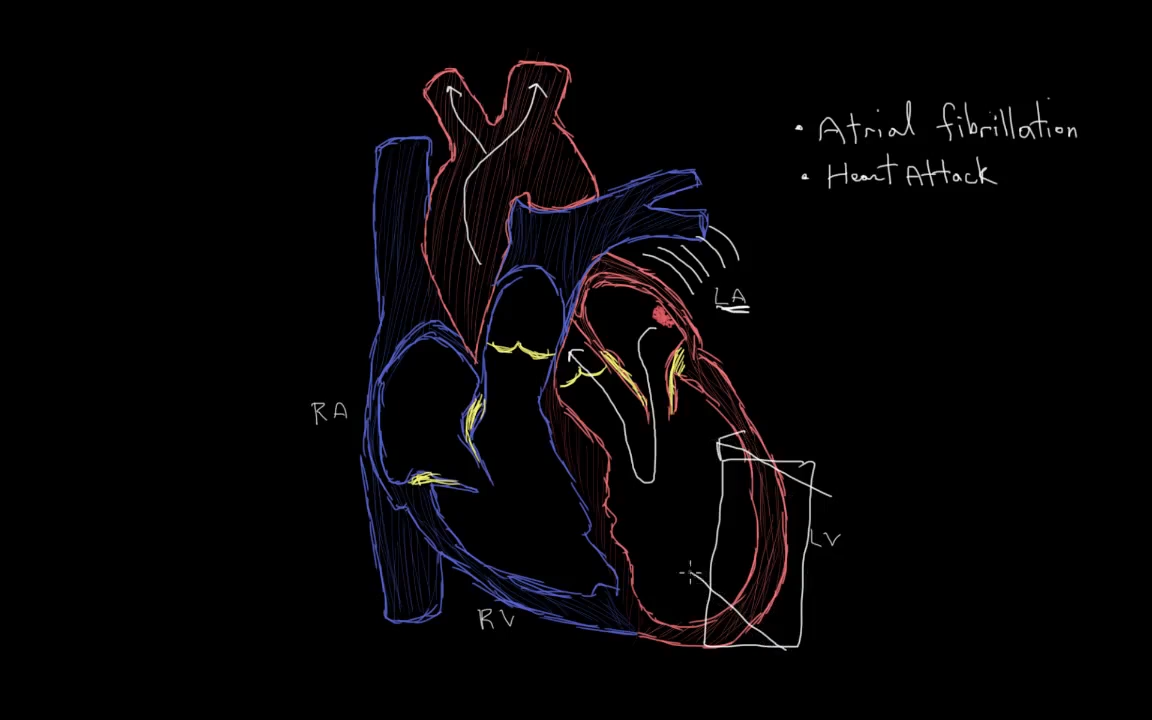 • Atrial fibrillation
• Heart Attack
LA
RA
LV
RV